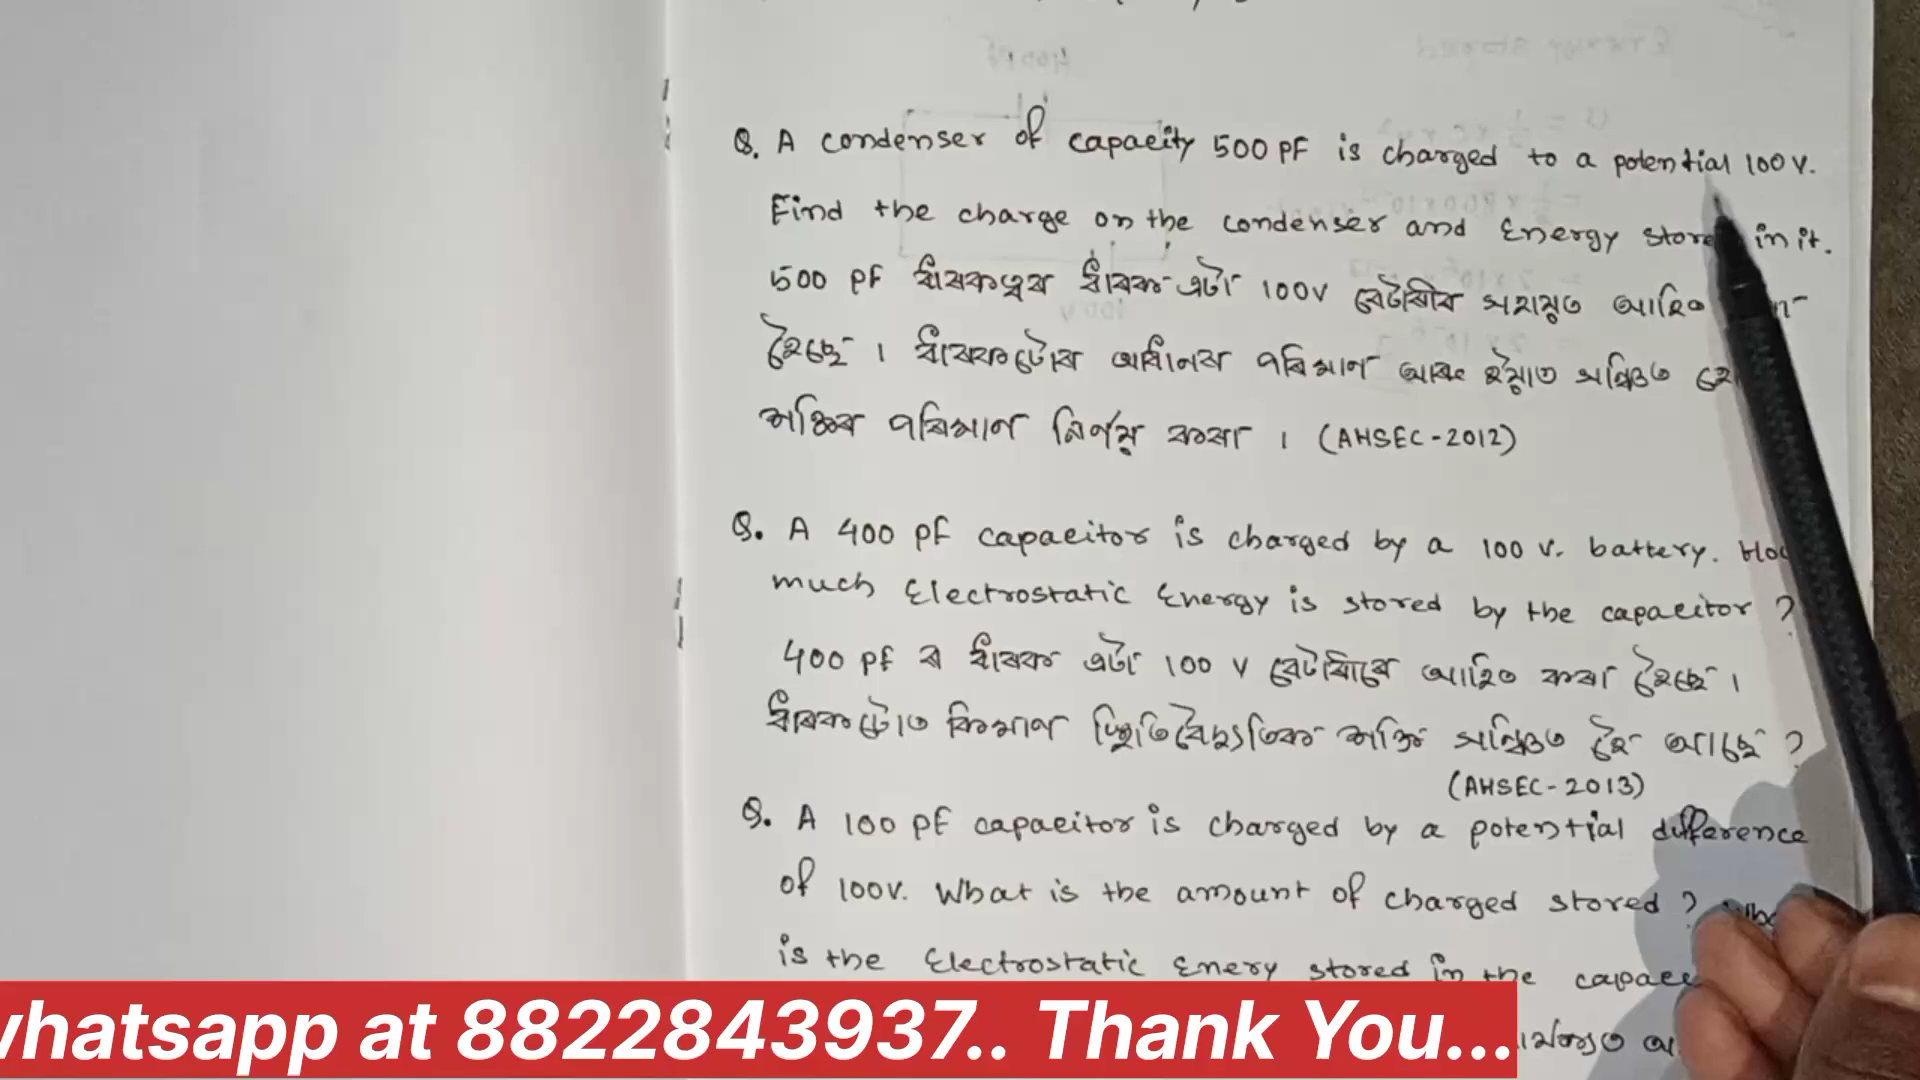 Q. A condenser of capacity 500 PF is charged to a potential 100 V.
Find the charge on the condenser and Energy store in it.
500 PF ধাৰকত্বৰ ধাৰক এটা 100V বেটাৰীৰ সহায়ত আহিত
হৈছে । ধাৰকটোৰ আধানৰ পৰিমাণ আৰু ইয়াত সঞ্চিত
শক্তিৰ পৰিমাণ নিৰ্ণয় কৰা । (AHSEC-2012)
Q. A 400 PF capacitor is charged by a 100 V. battery.
much Electrostatic Energy is stored by the capacitor ?
400 PF ৰ ধাৰক এটা 100 V বেটাৰিৰে আহিত কৰা হৈছে ।
ধাৰকটোত কিমান স্থিতিবৈদ্যুতিক শক্তি সঞ্চিত হৈ আছে ?
(AHSEC-2013)
Q. A 100 PF capacitor is charged by a potential difference
of 100V. What is the amount of charged stored ?
is the Electrostatic Enery stored in the
whatsapp at 8822843937.. Thank You...